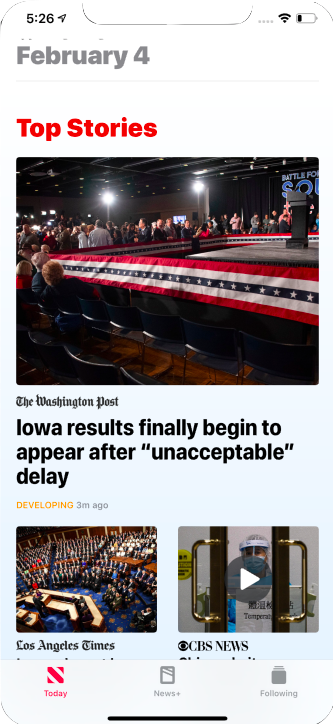 5:26
February 4
Top Stories
BATTLE FOR
SOU
The Washington Post
Iowa results finally begin to
appear after “unacceptable”
delay
DEVELOPING 3m ago
Los Angeles Times
CBS NEWS
Today
News+
Following